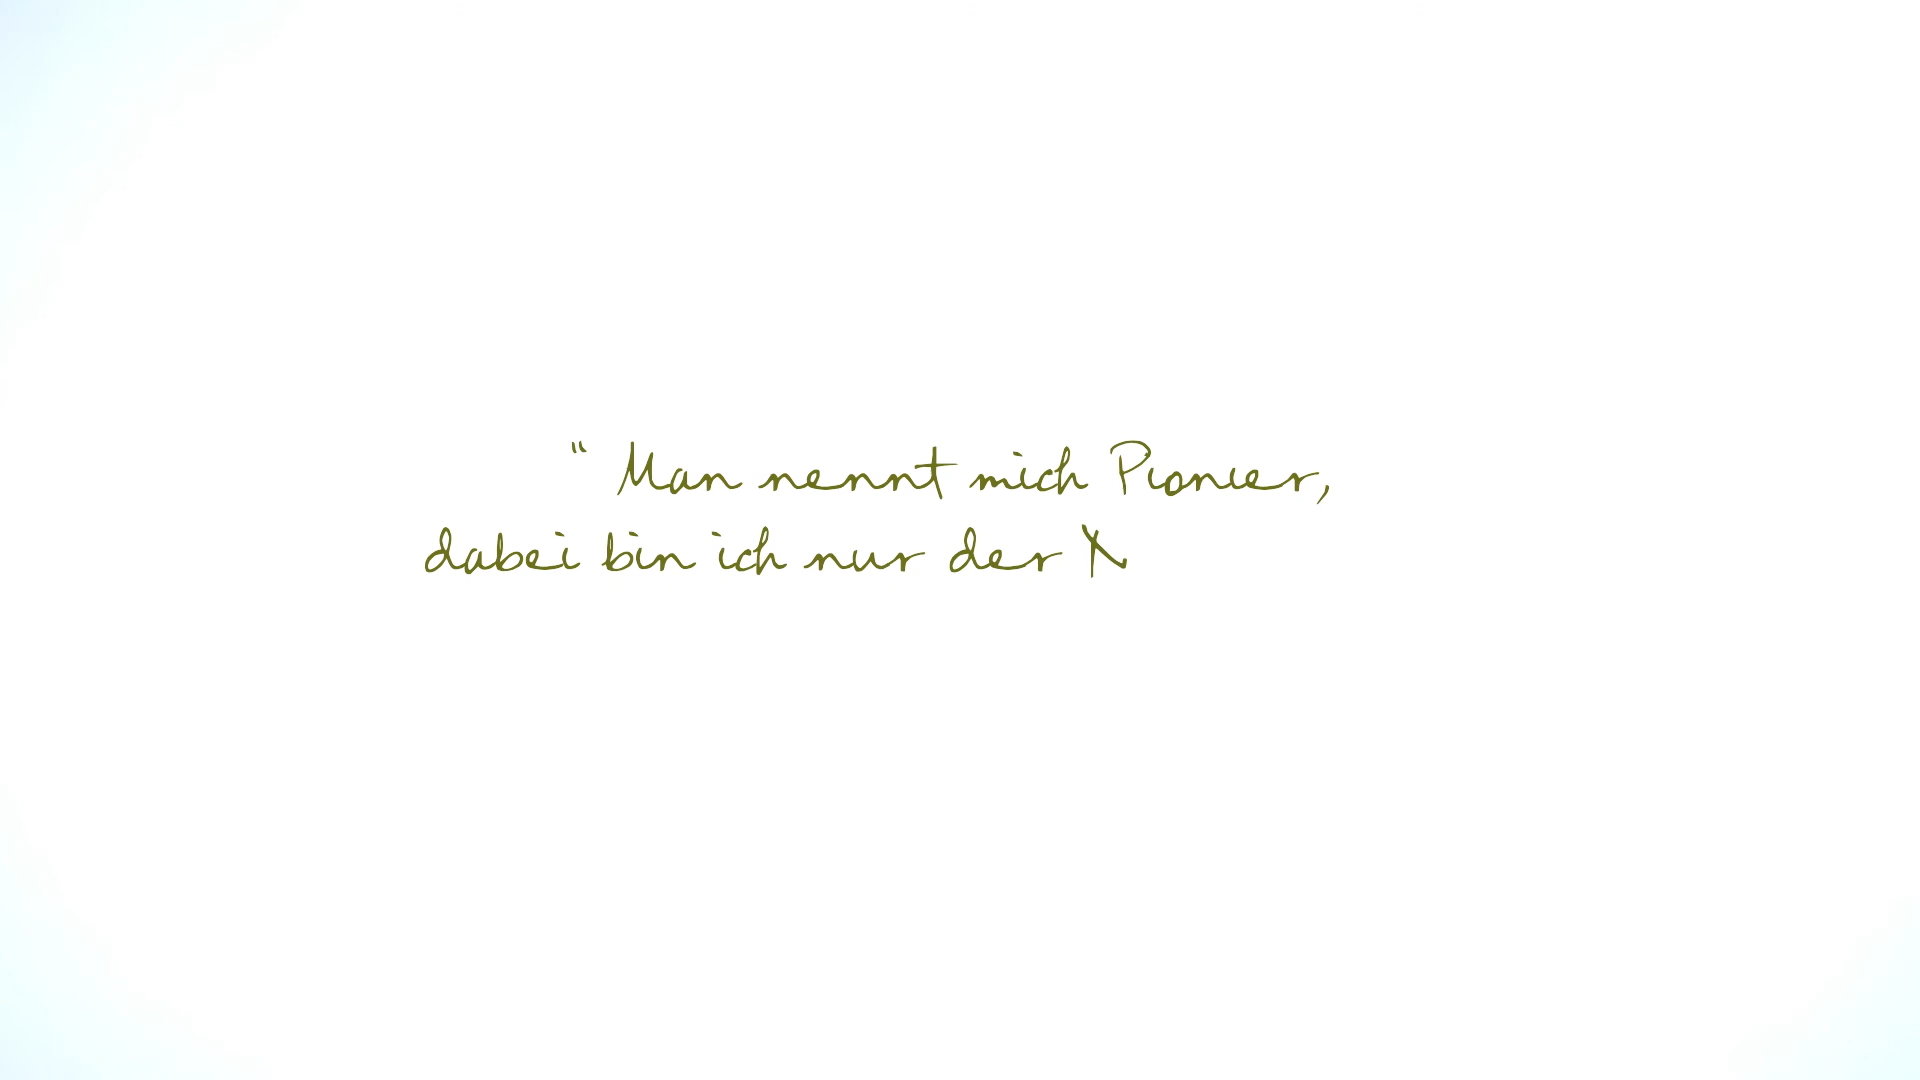 “ Man nennt mich Pionier,
dabei bin ich nur der